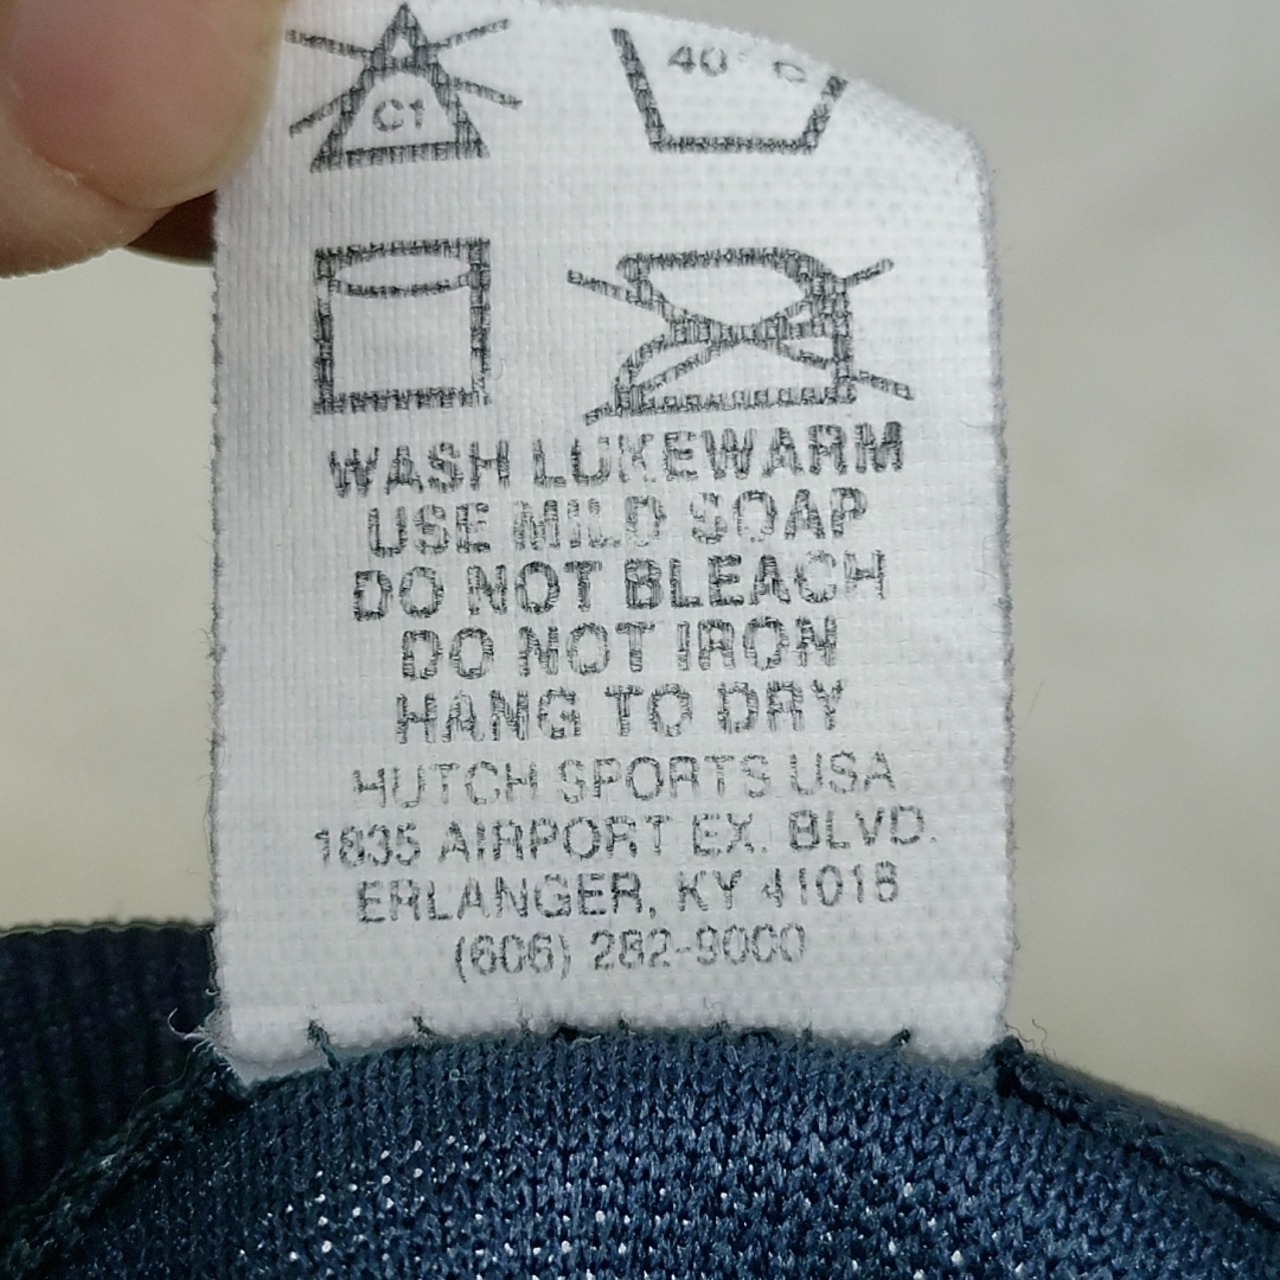 C1
40° C
WASH LUKEWARM
USE MILD SOAP
DO NOT BLEACH
DO NOT IRON
HANG TO DRY
HUTCH SPORTS USA
1835 AIRPORT EX. BLVD.
ERLANGER, KY 41018
(606) 282-9000